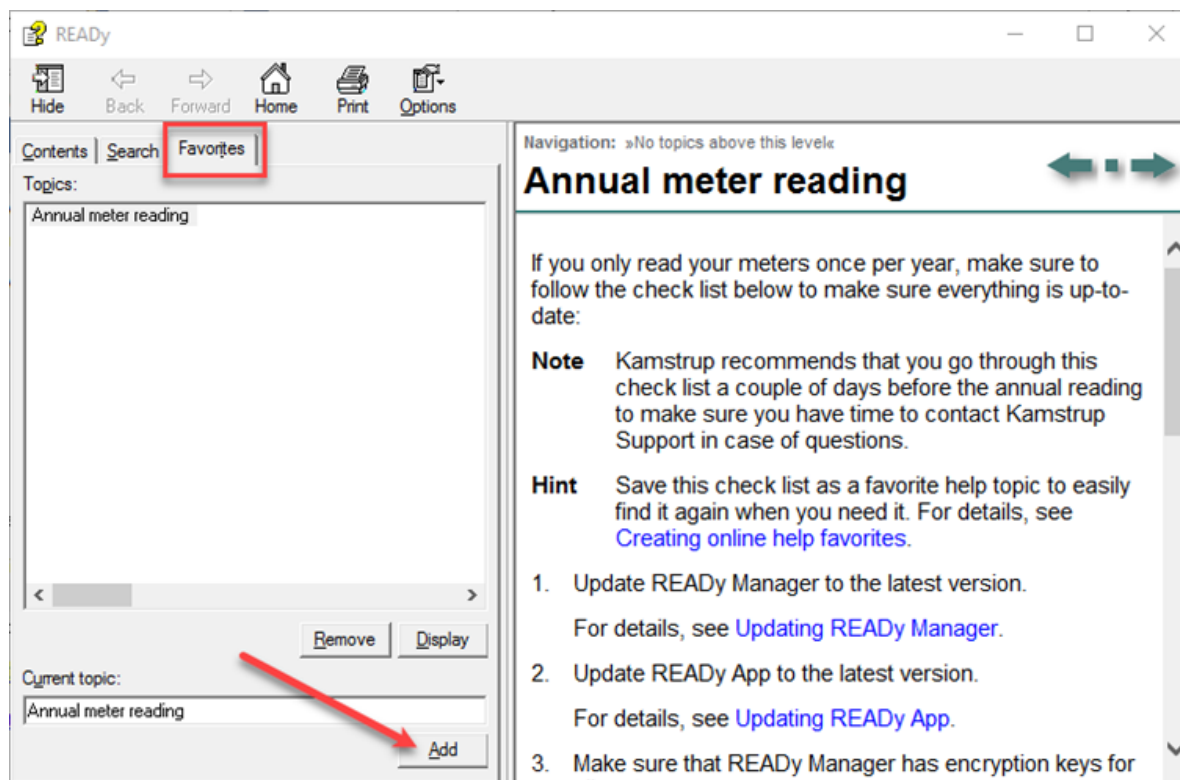 READy
Hide Back Forward Home Print Options
Contents Search Favorites
Topics:
Annual meter reading
Remove Display
Current topic:
Annual meter reading
Add
Navigation: »No topics above this level«
Annual meter reading
If you only read your meters once per year, make sure to
follow the check list below to make sure everything is up-to-
date:
Note Kamstrup recommends that you go through this
check list a couple of days before the annual reading
to make sure you have time to contact Kamstrup
Support in case of questions.
Hint Save this check list as a favorite help topic to easily
find it again when you need it. For details, see
Creating online help favorites.
1. Update READy Manager to the latest version.
For details, see Updating READy Manager.
2. Update READy App to the latest version.
For details, see Updating READy App.
3. Make sure that READy Manager has encryption keys for